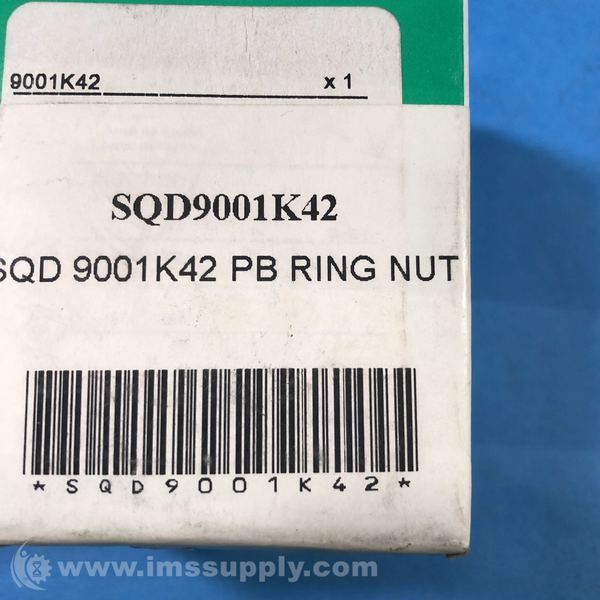 9001K42 x 1
SQD9001K42
SQD 9001K42 PB RING NUT
*SQD9001K42*
www.imssupply.com